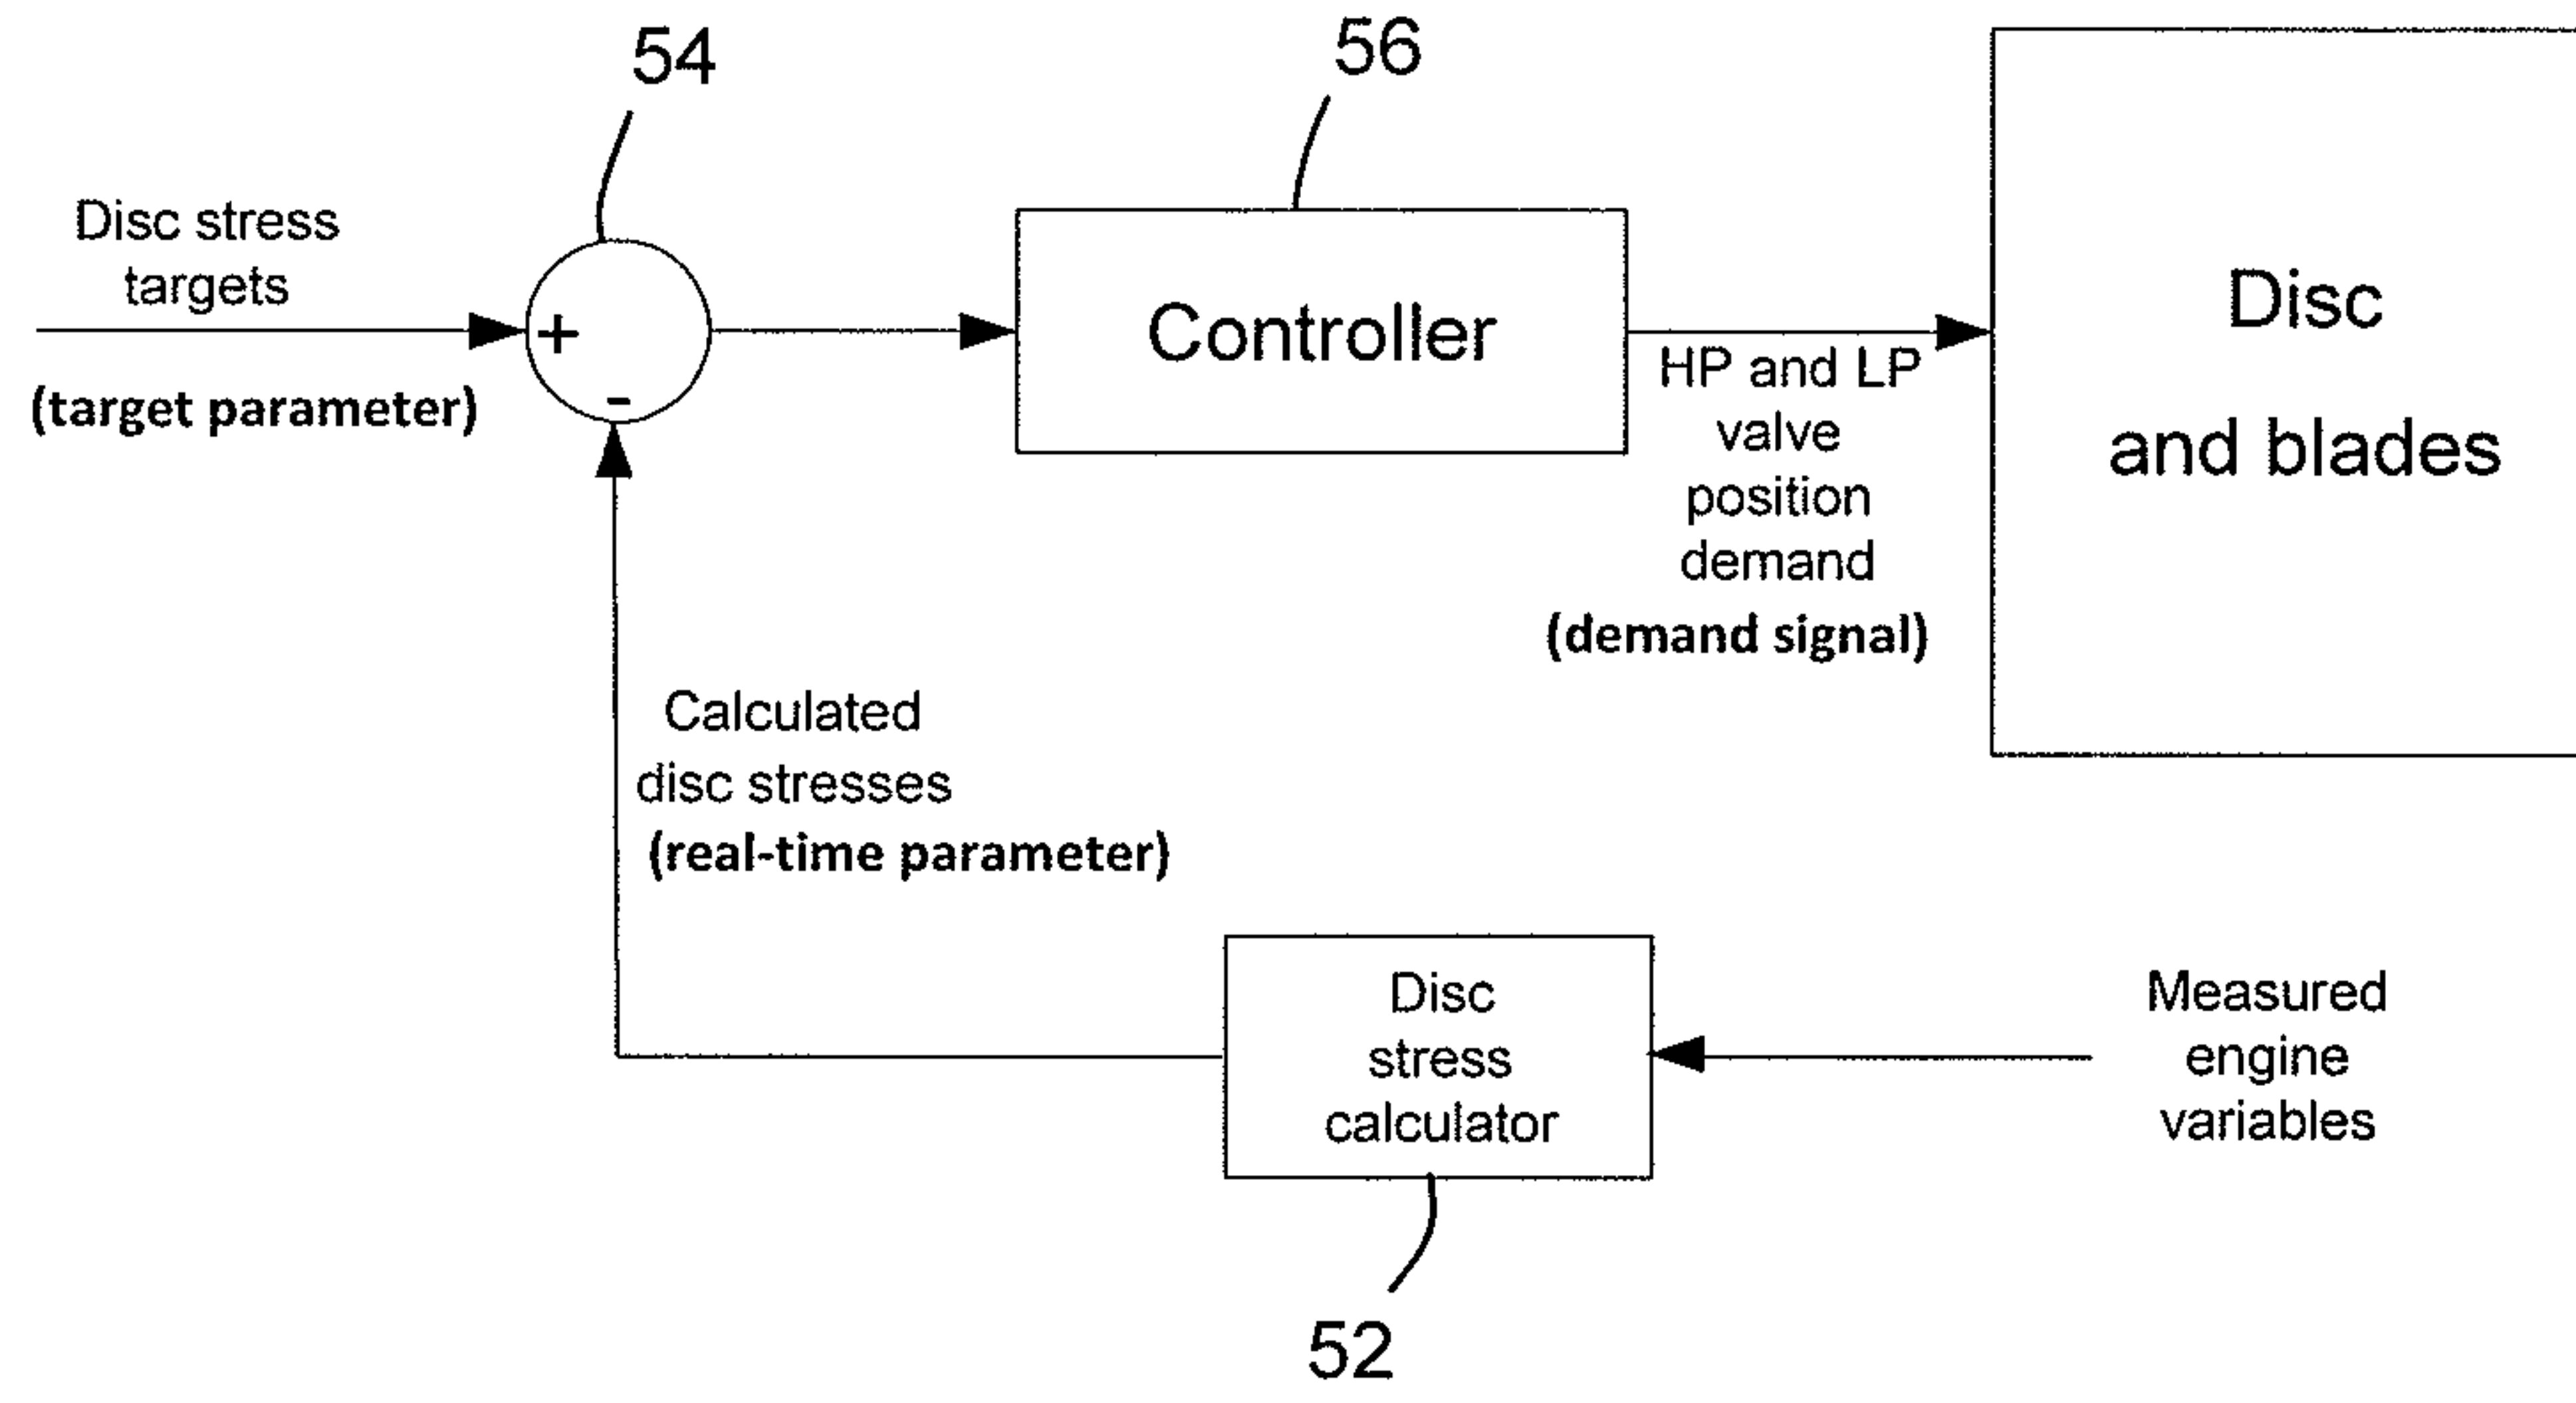 54
56
Disc stress
targets
(target parameter)
+
-
Controller
HP and LP
valve
position
demand
(demand signal)
Disc
and blades
Calculated
disc stresses
(real-time parameter)
Disc
stress
calculator
Measured
engine
variables
52